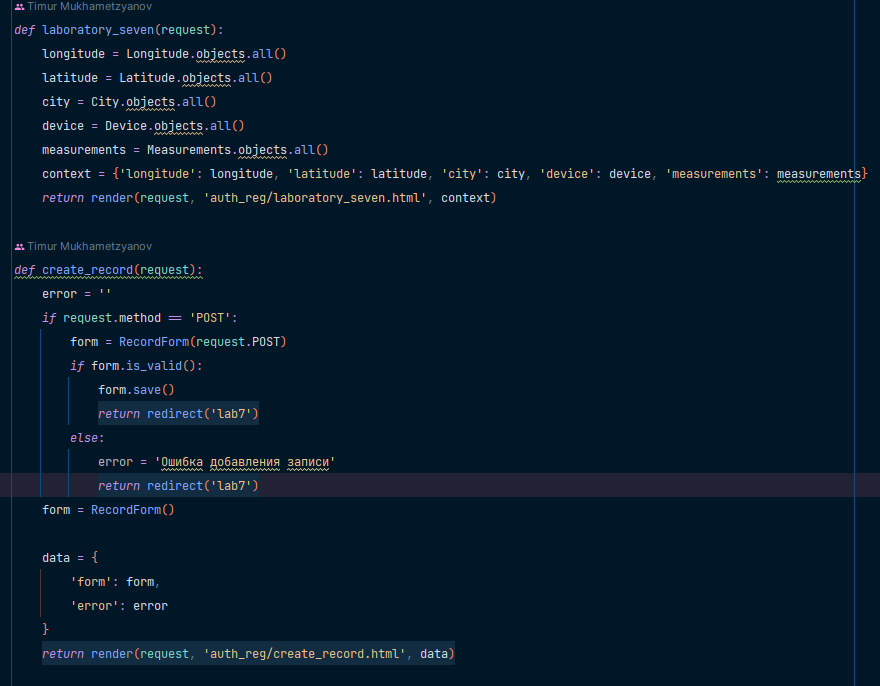 Timur Mukhametzyanov
def laboratory_seven(request):
    longitude = Longitude.objects.all()
    latitude = Latitude.objects.all()
    city = City.objects.all()
    device = Device.objects.all()
    measurements = Measurements.objects.all()
    context = {'longitude': longitude, 'latitude': latitude, 'city': city, 'device': device, 'measurements': measurements}
    return render(request, 'auth_reg/laboratory_seven.html', context)
Timur Mukhametzyanov
def create_record(request):
    error = ''
    if request.method == 'POST':
        form = RecordForm(request.POST)
        if form.is_valid():
            form.save()
            return redirect('lab7')
        else:
            error = 'Ошибка добавления записи'
            return redirect('lab7')
    form = RecordForm()
    data = {
        'form': form,
        'error': error
    }
    return render(request, 'auth_reg/create_record.html', data)